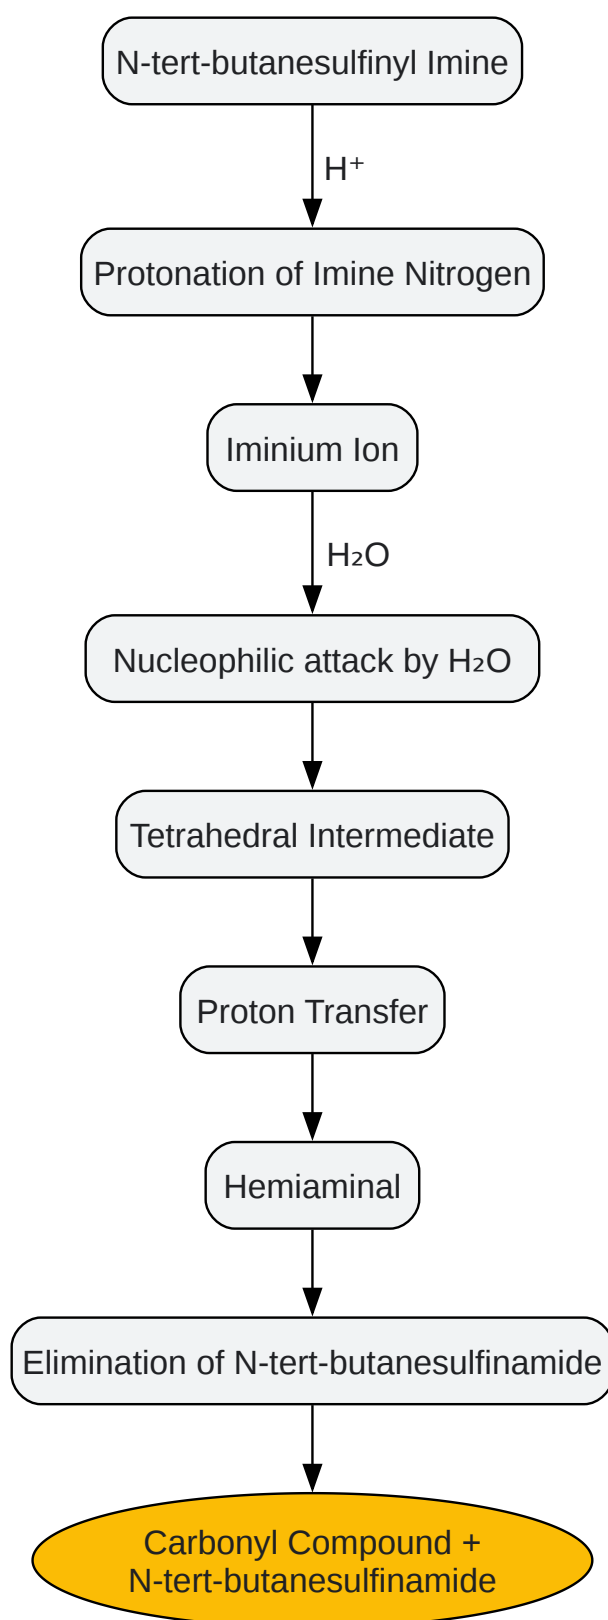 N-tert-butanesulfinyl Imine
H⁺
Protonation of Imine Nitrogen
Iminium Ion
H₂O
Nucleophilic attack by H₂O
Tetrahedral Intermediate
Proton Transfer
Hemiaminal
Elimination of N-tert-butanesulfinamide
Carbonyl Compound +
N-tert-butanesulfinamide